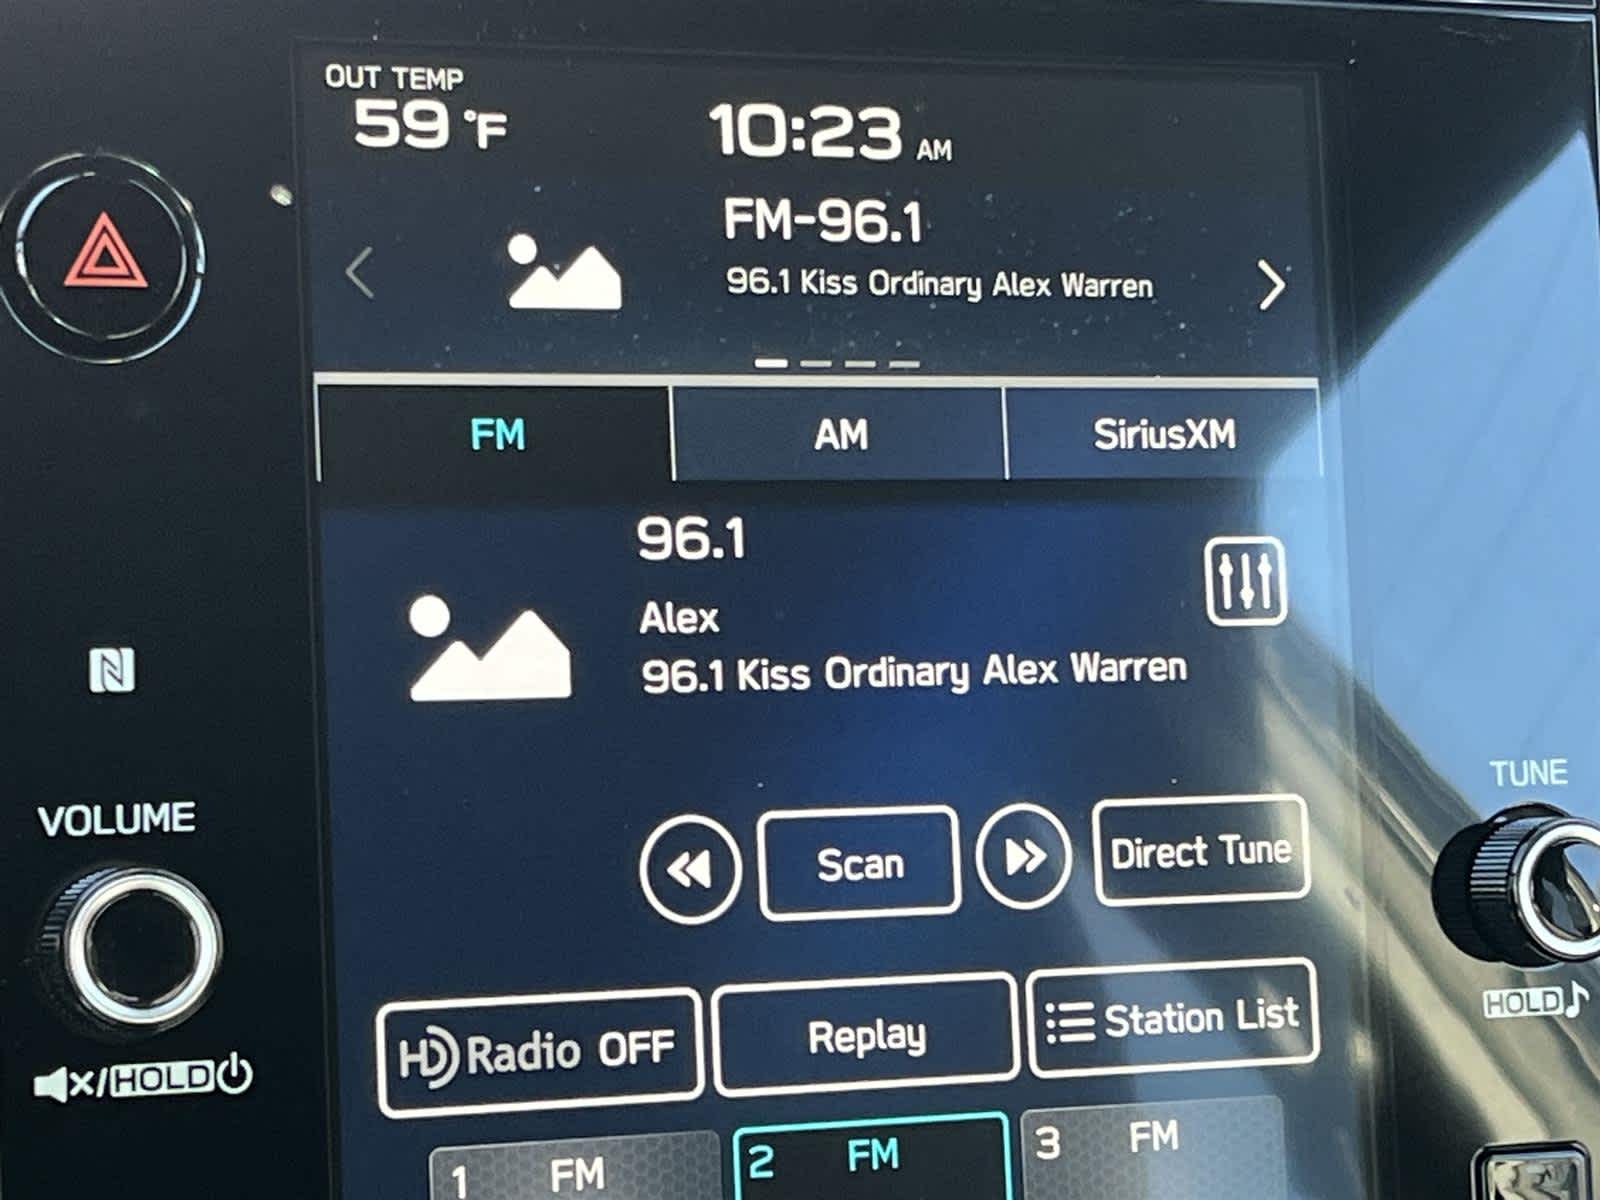 OUT TEMP
59 °F
10:23 AM
FM-96.1
96.1 Kiss Ordinary Alex Warren
FM
AM
SiriusXM
96.1
Alex
96.1 Kiss Ordinary Alex Warren
VOLUME
TUNE
Scan
Direct Tune
HOLD
HD Radio OFF
Replay
Station List
X/HOLD
1 FM
2 FM
3 FM